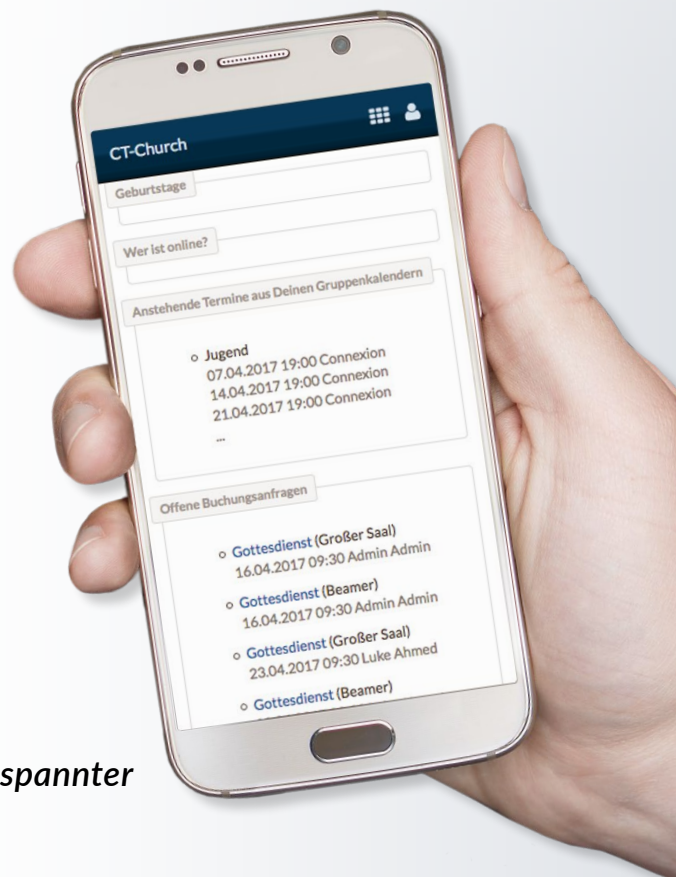 CT-Church
Geburtstage
Wer ist online?
Anstehende Termine aus Deinen Gruppenkalendern
Jugend
07.04.2017 19:00 Connexion
14.04.2017 19:00 Connexion
21.04.2017 19:00 Connexion
...
Offene Buchungsanfragen
Gottesdienst (Großer Saal)
16.04.2017 09:30 Admin Admin
Gottesdienst (Beamer)
16.04.2017 09:30 Admin Admin
Gottesdienst (Großer Saal)
23.04.2017 09:30 Luke Ahmed
Gottesdienst (Beamer)
spannter